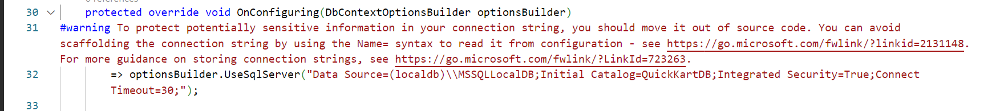 6 references
30 protected override void OnConfiguring(DbContextOptionsBuilder optionsBuilder)
31 #warning To protect potentially sensitive information in your connection string, you should move it out of source code. You can avoid
scaffolding the connection string by using the Name= syntax to read it from configuration - see https://go.microsoft.com/fwlink/?linkid=2131148.
For more guidance on storing connection strings, see https://go.microsoft.com/fwlink/?LinkId=723263.
32 => optionsBuilder.UseSqlServer("Data Source=(localdb)\\MSSQLLocalDB;Initial Catalog=QuickKartDB;Integrated Security=True;Connect
Timeout=30;");
33